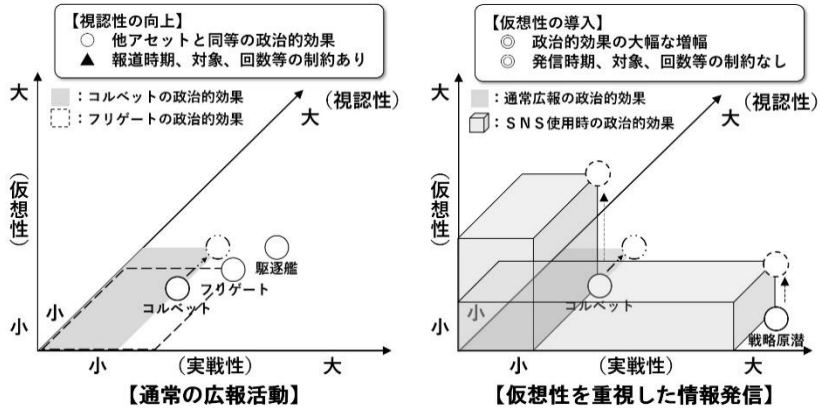 【視認性の向上】
○ 他アセットと同等の政治的効果
▲ 報道時期、対象、回数等の制約あり
大
：コルベットの政治的効果
：フリゲートの政治的効果
（視認性）
大
（仮想性）
駆逐艦
フリゲート
コルベット
小
小
小
（実戦性）
大
【通常の広報活動】
【仮想性の導入】
◎ 政治的効果の大幅な増幅
◎ 発信時期、対象、回数等の制約なし
大
：通常広報の政治的効果
：ＳＮＳ使用時の政治的効果
（視認性）
大
（仮想性）
コルベット
小
小
戦略原潜
小
（実戦性）
大
【仮想性を重視した情報発信】